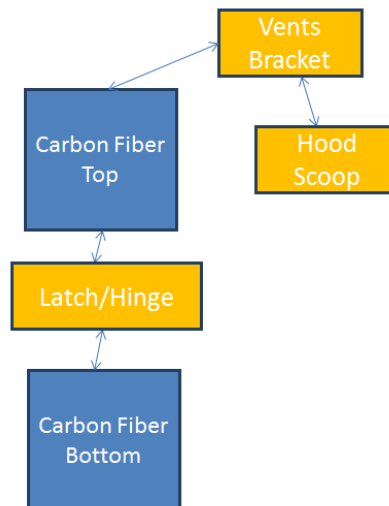 Vents
Bracket
Carbon Fiber
Top
Hood
Scoop
Latch/Hinge
Carbon Fiber
Bottom